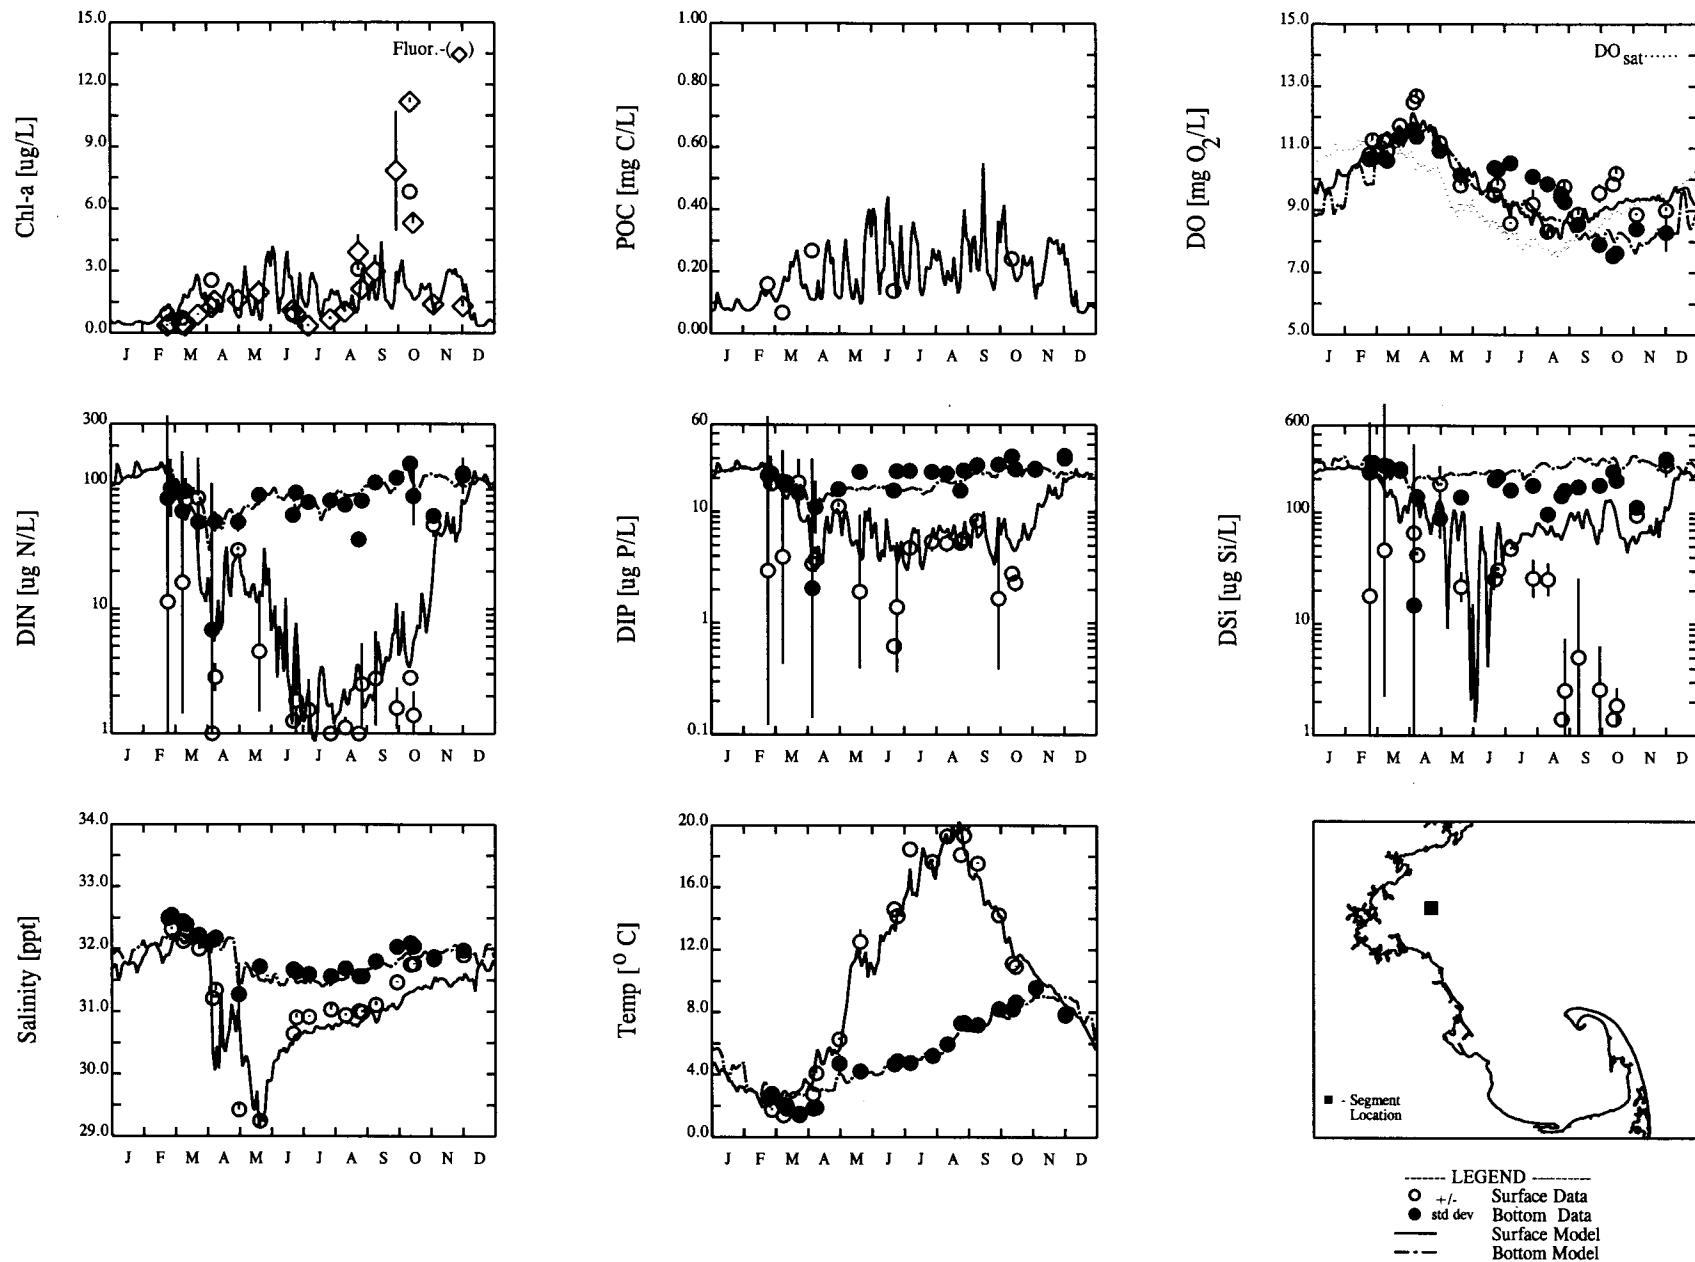 Chl-a [ug/L]
15.0
12.0
9.0
6.0
3.0
0.0
Fluor.-( )
J F M A M J J A S O N D
POC [mg C/L]
1.00
0.80
0.60
0.40
0.20
0.00
J F M A M J J A S O N D
DO [mg O2/L]
15.0
13.0
11.0
9.0
7.0
5.0
DO sat ......
J F M A M J J A S O N D
DIN [ug N/L]
300
100
10
1
J F M A M J J A S O N D
DIP [ug P/L]
60
10
1
0.1
J F M A M J J A S O N D
DSi [ug Si/L]
600
100
10
1
J F M A M J J A S O N D
Salinity [ppt]
34.0
33.0
32.0
31.0
30.0
29.0
J F M A M J J A S O N D
Temp [° C]
20.0
16.0
12.0
8.0
4.0
0.0
J F M A M J J A S O N D
■ - Segment
Location
------- LEGEND ----------
+/- Surface Data
std dev Bottom Data
Surface Model
Bottom Model